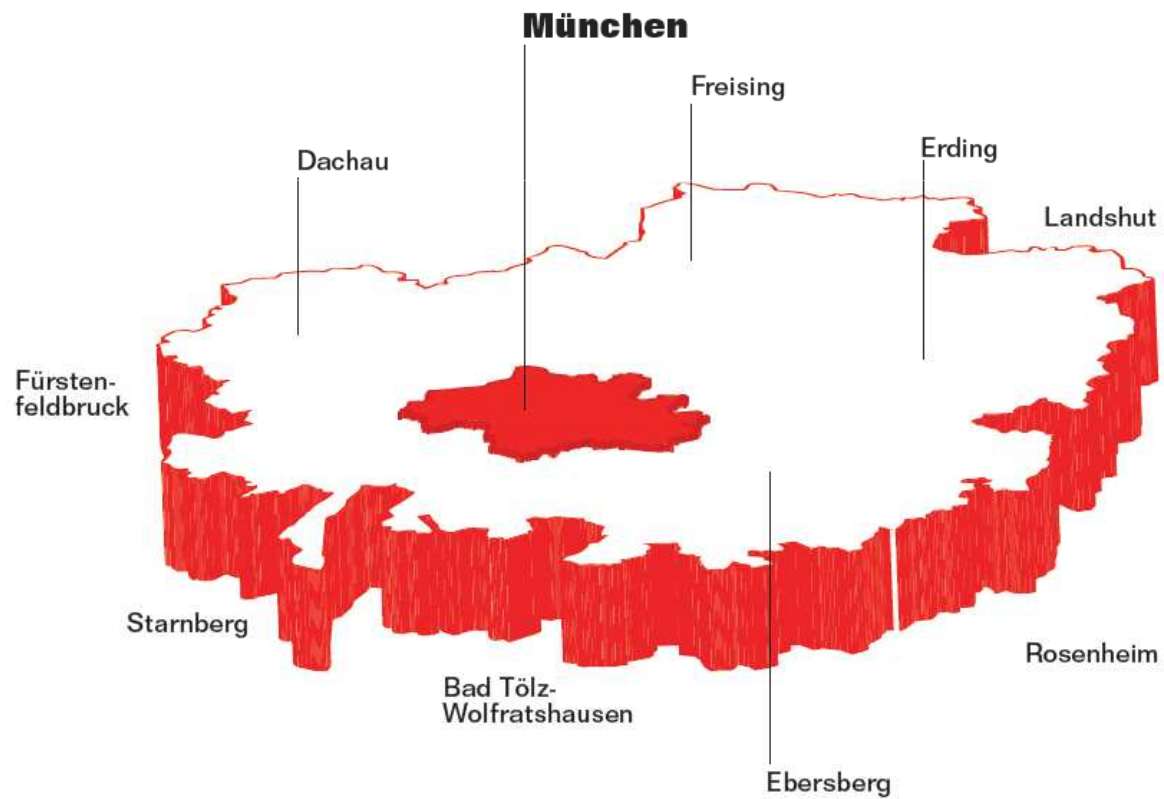 München
Freising
Dachau
Erding
Landshut
Fürsten-
feldbruck
Starnberg
Rosenheim
Bad Tölz-
Wolfratshausen
Ebersberg